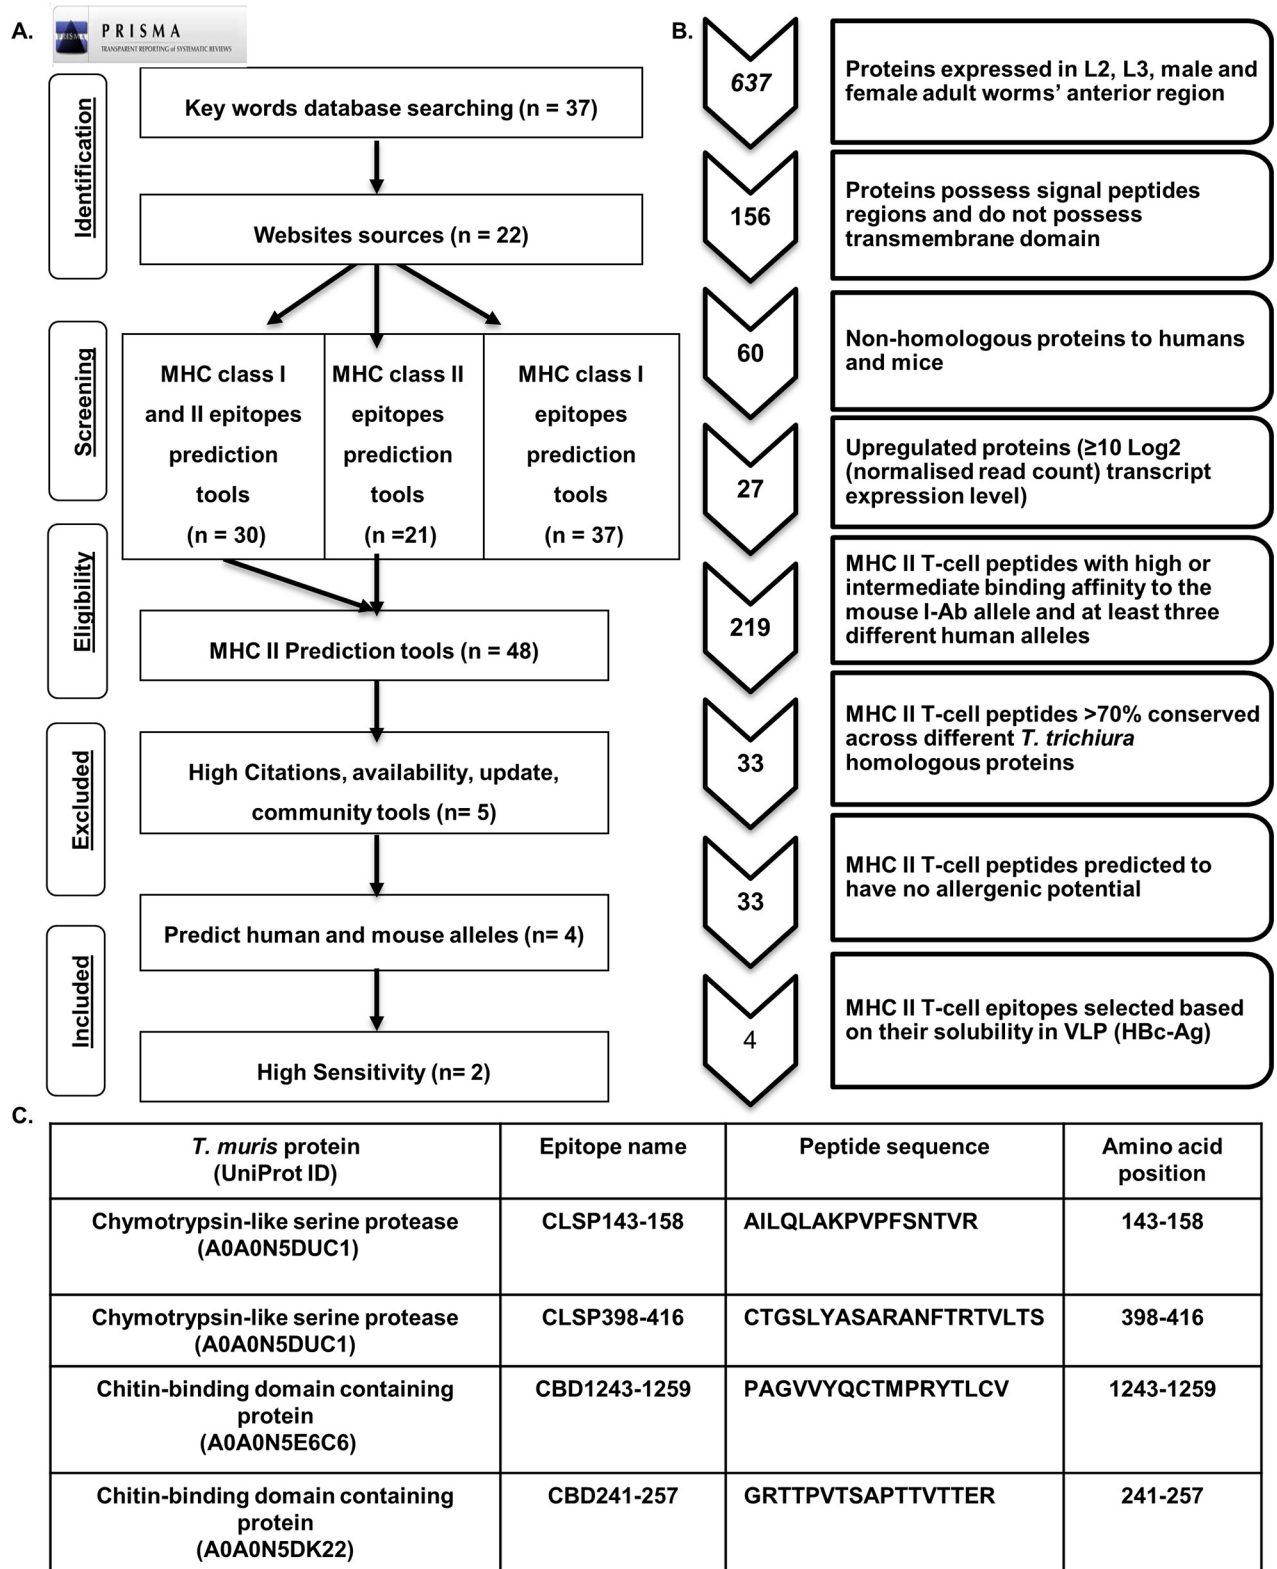 A.
PRISMA
PRISMA
TRANSPARENT REPORTING of SYSTEMATIC REVIEWS
Identification
Key words database searching (n = 37)
Websites sources (n = 22)
Screening
MHC class I
and II epitopes
prediction
tools
(n = 30)
MHC class II
epitopes
prediction
tools
(n =21)
MHC class I
epitopes
prediction
tools
(n = 37)
Eligibility
MHC II Prediction tools (n = 48)
Excluded
High Citations, availability, update,
community tools (n= 5)
Predict human and mouse alleles (n= 4)
Included
High Sensitivity (n= 2)
B.
637
Proteins expressed in L2, L3, male and
female adult worms’ anterior region
156
Proteins possess signal peptides
regions and do not possess
transmembrane domain
60
Non-homologous proteins to humans
and mice
27
Upregulated proteins (≥10 Log2
(normalised read count) transcript
expression level)
219
MHC II T-cell peptides with high or
intermediate binding affinity to the
mouse I-Ab allele and at least three
different human alleles
33
MHC II T-cell peptides >70% conserved
across different T. trichiura
homologous proteins
33
MHC II T-cell peptides predicted to
have no allergenic potential
4
MHC II T-cell epitopes selected based
on their solubility in VLP (HBc-Ag)
C.
T. muris protein
(UniProt ID)
Epitope name
Peptide sequence
Amino acid
position
Chymotrypsin-like serine protease
(A0A0N5DUC1)
CLSP143-158
AILQLAKPVPFSNTVR
143-158
Chymotrypsin-like serine protease
(A0A0N5DUC1)
CLSP398-416
CTGSLYASARANFTRTVLTS
398-416
Chitin-binding domain containing
protein
(A0A0N5E6C6)
CBD1243-1259
PAGVVYQCTMPRYTLCV
1243-1259
Chitin-binding domain containing
protein
(A0A0N5DK22)
CBD241-257
GRTTPVTSAPTTVTTER
241-257